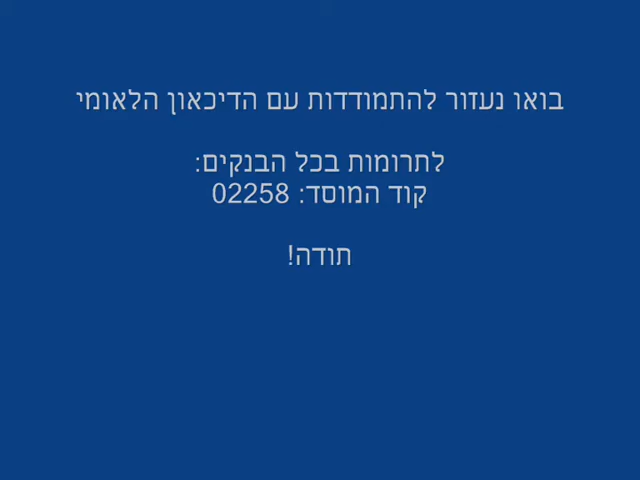 בואו נעזור להתמודדות עם הדיכאון הלאומי
לתרומות בכל הבנקים:
קוד המוסד: 02258
תודה!